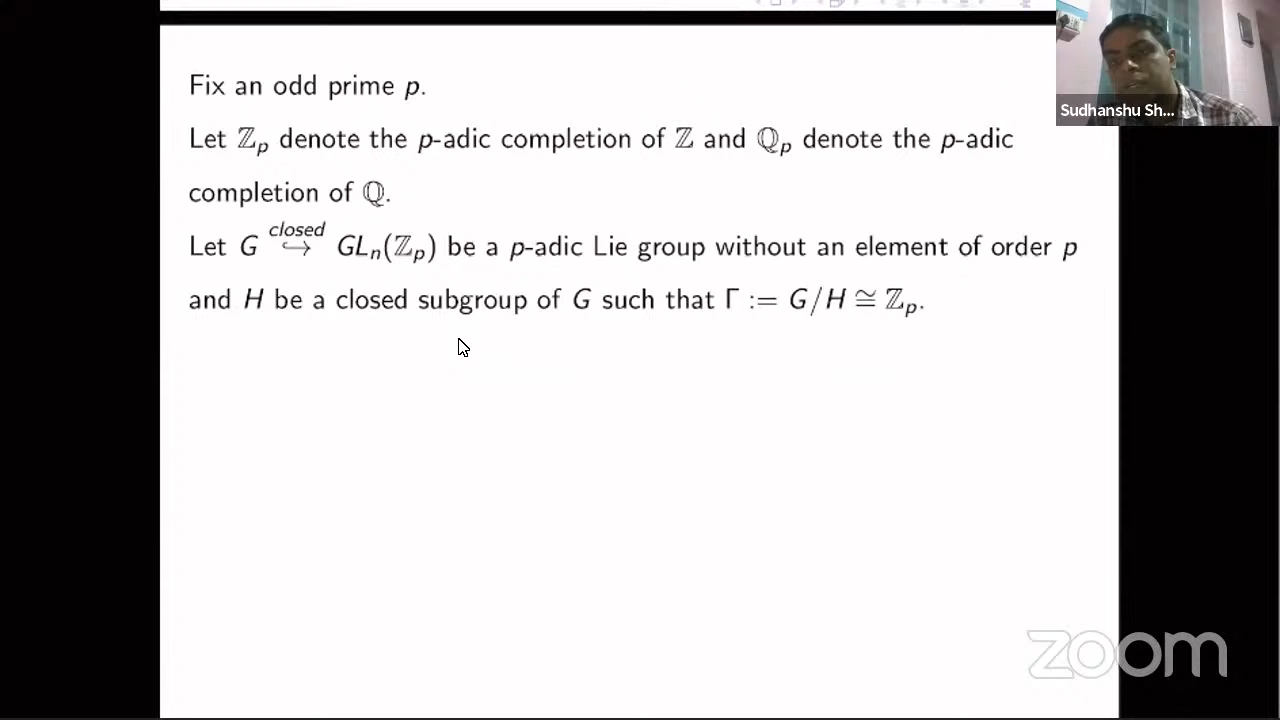 Fix an odd prime p.
Let ℤ_p denote the p-adic completion of ℤ and ℚ_p denote the p-adic
completion of ℚ.
Let G \overset{closed}{↪} GL_n(ℤ_p) be a p-adic Lie group without an element of order p
and H be a closed subgroup of G such that Γ := G/H ≅ ℤ_p.
Sudhanshu Sh...
zoom